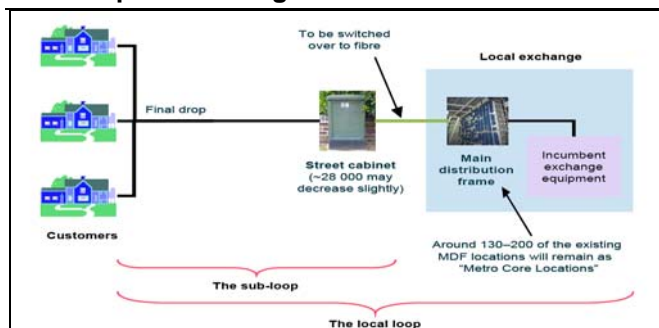 To be switched
over to fibre
Local exchange
Final drop
Street cabinet
(~28 000 may
decrease slightly)
Main
distribution
frame
Incumbent
exchange
equipment
Customers
Around 130–200 of the existing
MDF locations will remain as
"Metro Core Locations"
The sub-loop
The local loop